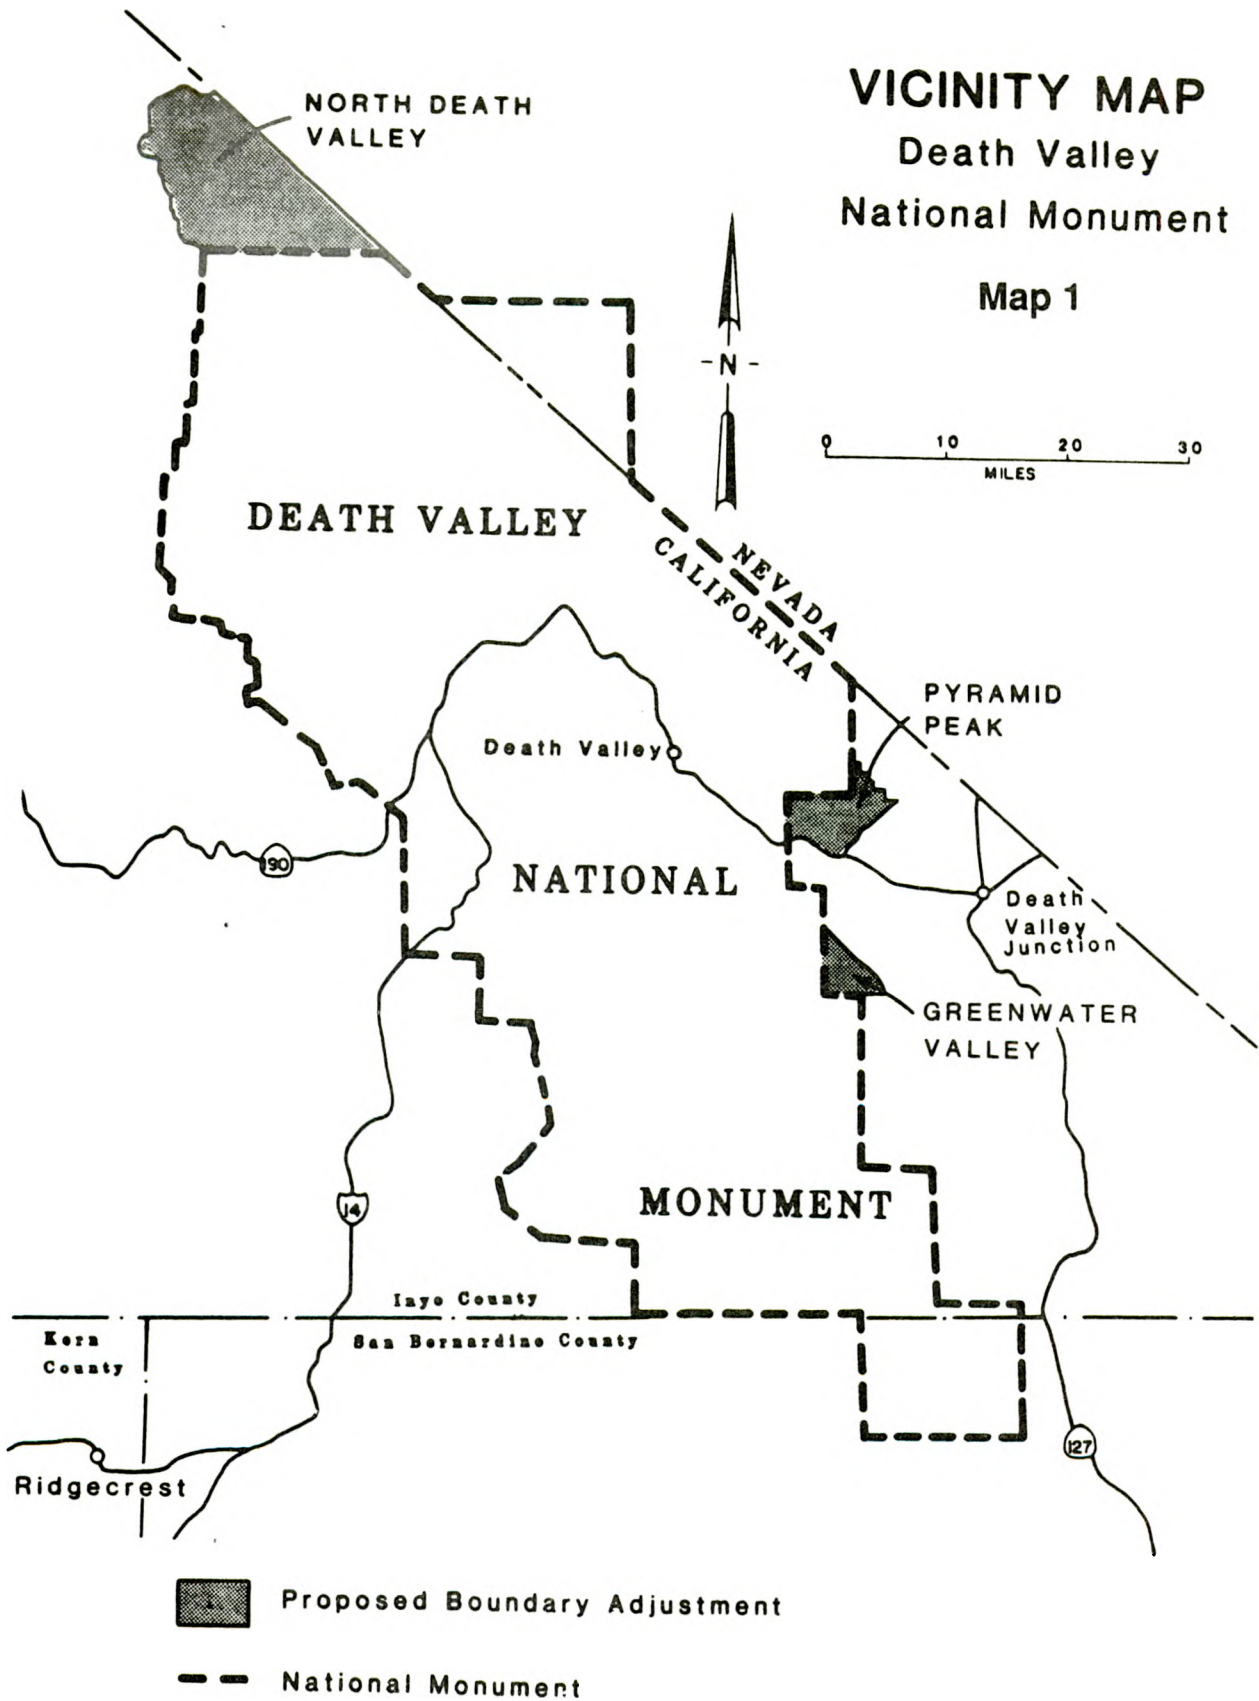 VICINITY MAP
Death Valley
National Monument
Map 1
NORTH DEATH
VALLEY
- N -
0 10 20 30
MILES
DEATH VALLEY
NEVADA
CALIFORNIA
PYRAMID
PEAK
Death Valley
190
NATIONAL
Death
Valley
Junction
GREENWATER
VALLEY
MONUMENT
14
Inyo County
Kern
County
San Bernardino County
127
Ridgecrest
Proposed Boundary Adjustment
National Monument